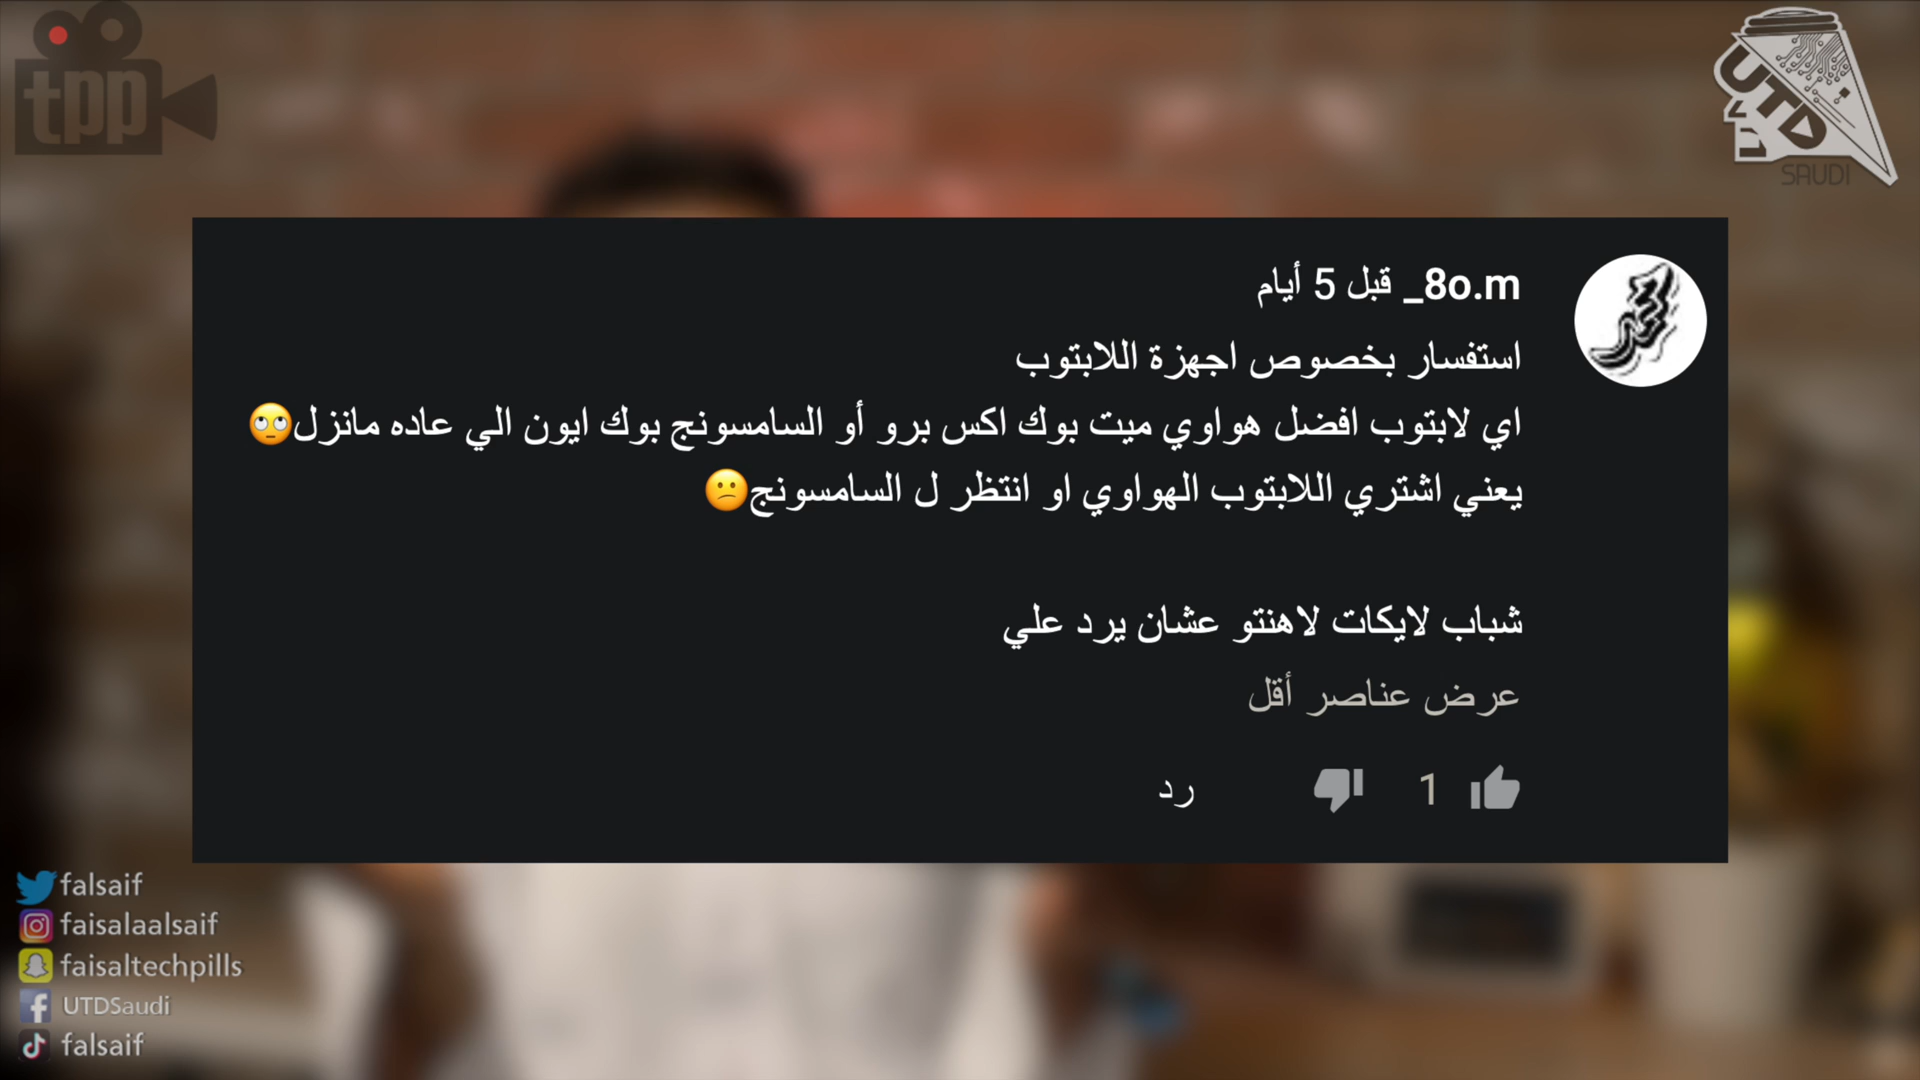 tpp
UTD
SAUDI
8o.m_ قبل 5 أيام
استفسار بخصوص اجهزة اللابتوب
اي لابتوب افضل هواوي ميت بوك اكس برو أو السامسونج بوك ايون الي عاده مانزل🙄
يعني اشتري اللابتوب الهواوي او انتظر ل السامسونج😕
شباب لايكات لاهنتو عشان يرد علي
عرض عناصر أقل
1
رد
falsaif
faisalaalsaif
faisaltechpills
UTDSaudi
falsaif